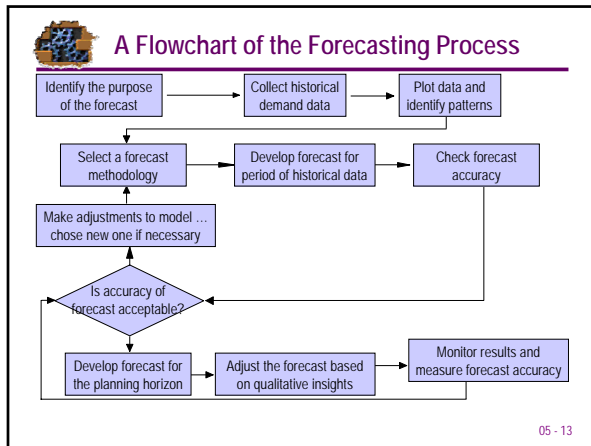 A Flowchart of the Forecasting Process
Identify the purpose
of the forecast
Collect historical
demand data
Plot data and
identify patterns
Select a forecast
methodology
Develop forecast for
period of historical data
Check forecast
accuracy
Make adjustments to model ...
chose new one if necessary
Is accuracy of
forecast acceptable?
Develop forecast for
the planning horizon
Adjust the forecast based
on qualitative insights
Monitor results and
measure forecast accuracy
05 - 13